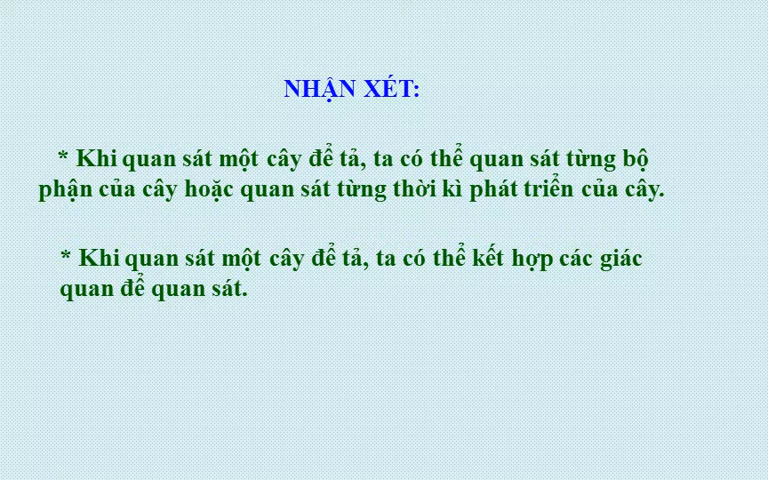 NHẬN XÉT:
* Khi quan sát một cây để tả, ta có thể quan sát từng bộ
phận của cây hoặc quan sát từng thời kì phát triển của cây.
* Khi quan sát một cây để tả, ta có thể kết hợp các giác
quan để quan sát.